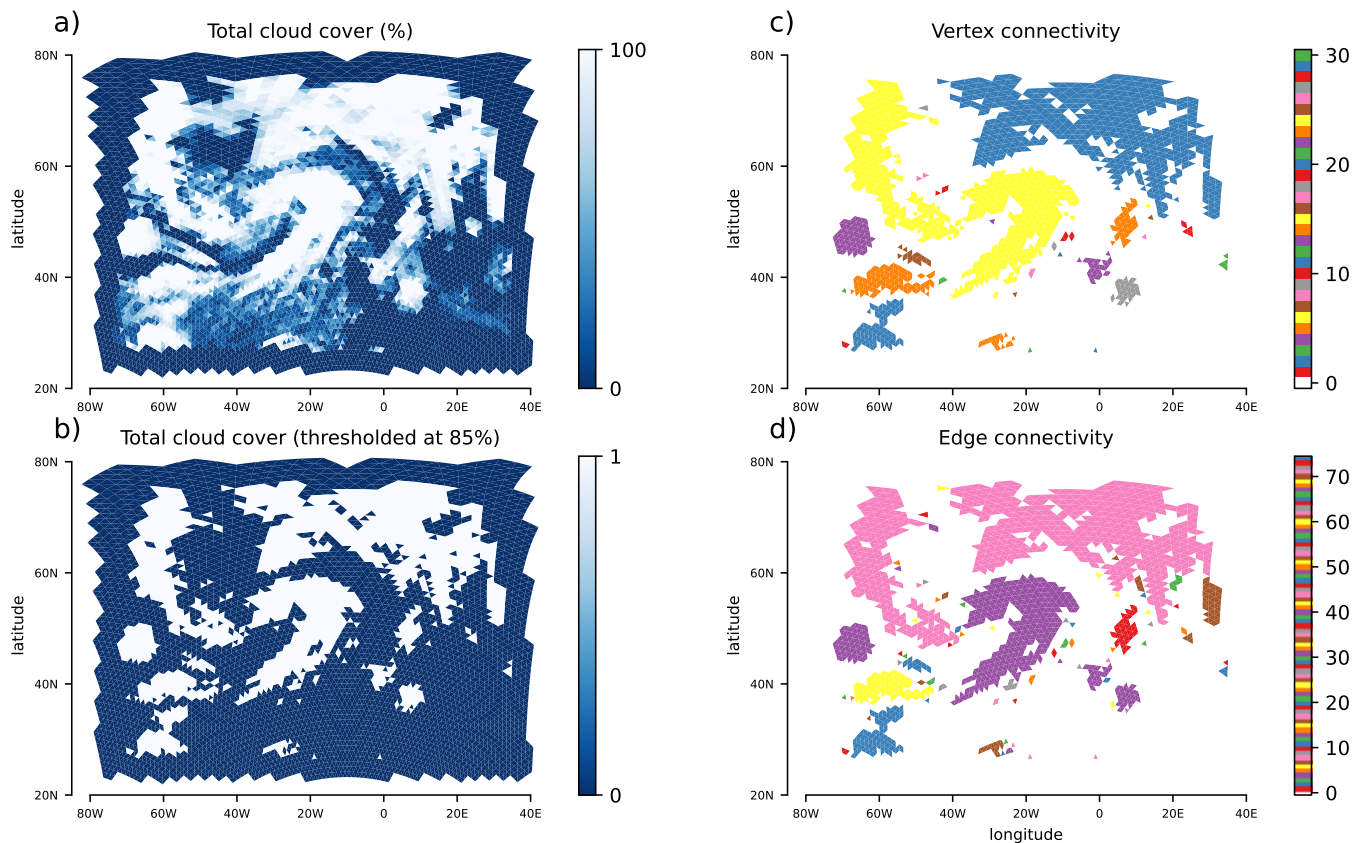 a)
Total cloud cover (%)
80N
60N
40N
20N
latitude
80W 60W 40W 20W 0 20E 40E
100
0
c)
Vertex connectivity
80N
60N
40N
20N
latitude
80W 60W 40W 20W 0 20E 40E
30
20
10
0
b)
Total cloud cover (thresholded at 85%)
80N
60N
40N
20N
latitude
80W 60W 40W 20W 0 20E 40E
1
0
d)
Edge connectivity
80N
60N
40N
20N
latitude
80W 60W 40W 20W 0 20E 40E
longitude
70
60
50
40
30
20
10
0